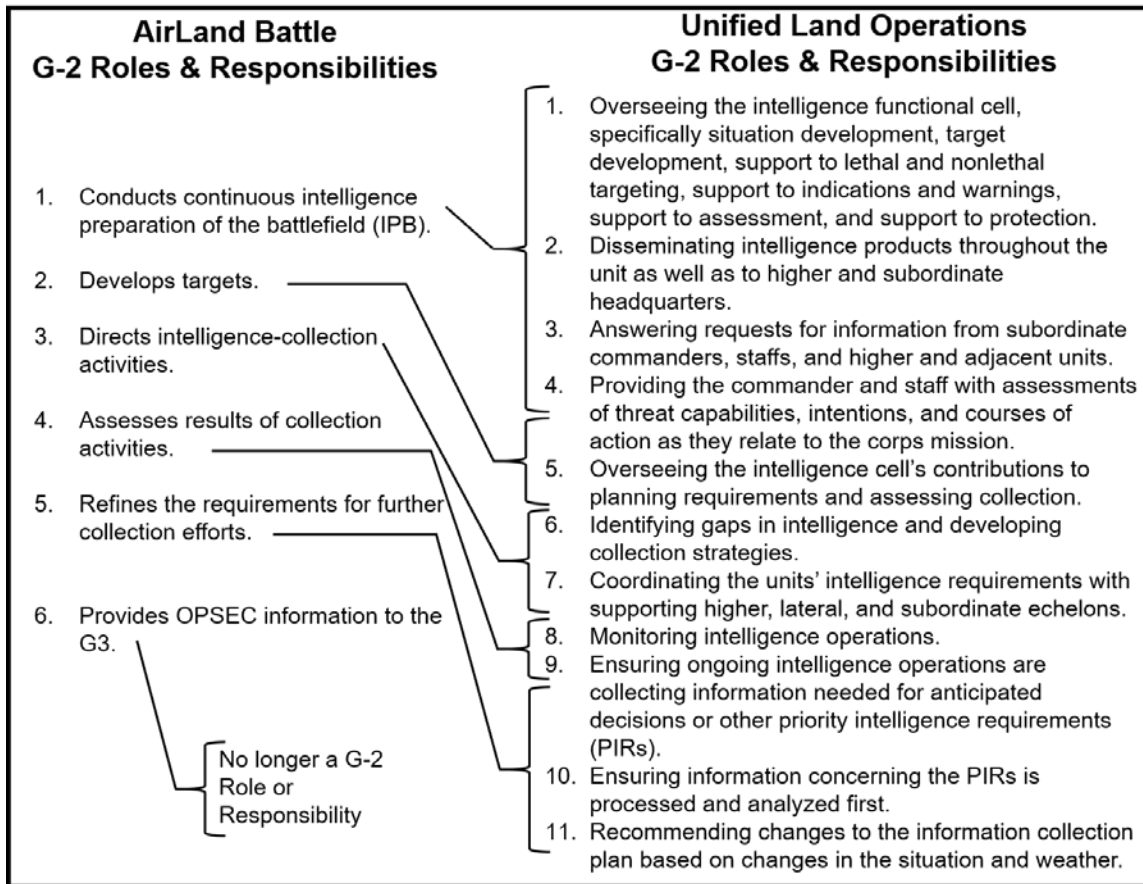 AirLand Battle
G-2 Roles & Responsibilities
1. Conducts continuous intelligence
preparation of the battlefield (IPB).
2. Develops targets.
3. Directs intelligence-collection
activities.
4. Assesses results of collection
activities.
5. Refines the requirements for further
collection efforts.
6. Provides OPSEC information to the
G3.
No longer a G-2
Role or
Responsibility
Unified Land Operations
G-2 Roles & Responsibilities
1. Overseeing the intelligence functional cell,
specifically situation development, target
development, support to lethal and nonlethal
targeting, support to indications and warnings,
support to assessment, and support to protection.
2. Disseminating intelligence products throughout the
unit as well as to higher and subordinate
headquarters.
3. Answering requests for information from subordinate
commanders, staffs, and higher and adjacent units.
4. Providing the commander and staff with assessments
of threat capabilities, intentions, and courses of
action as they relate to the corps mission.
5. Overseeing the intelligence cell's contributions to
planning requirements and assessing collection.
6. Identifying gaps in intelligence and developing
collection strategies.
7. Coordinating the units' intelligence requirements with
supporting higher, lateral, and subordinate echelons.
8. Monitoring intelligence operations.
9. Ensuring ongoing intelligence operations are
collecting information needed for anticipated
decisions or other priority intelligence requirements
(PIRs).
10. Ensuring information concerning the PIRs is
processed and analyzed first.
11. Recommending changes to the information collection
plan based on changes in the situation and weather.